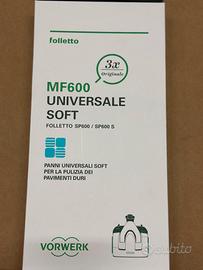 folletto
3x
Originale
MF600
UNIVERSALE
SOFT
FOLLETTO SP600 / SP600 S
PANNI UNIVERSALI SOFT
PER LA PULIZIA DEI
PAVIMENTI DURI
VORWERK
subito